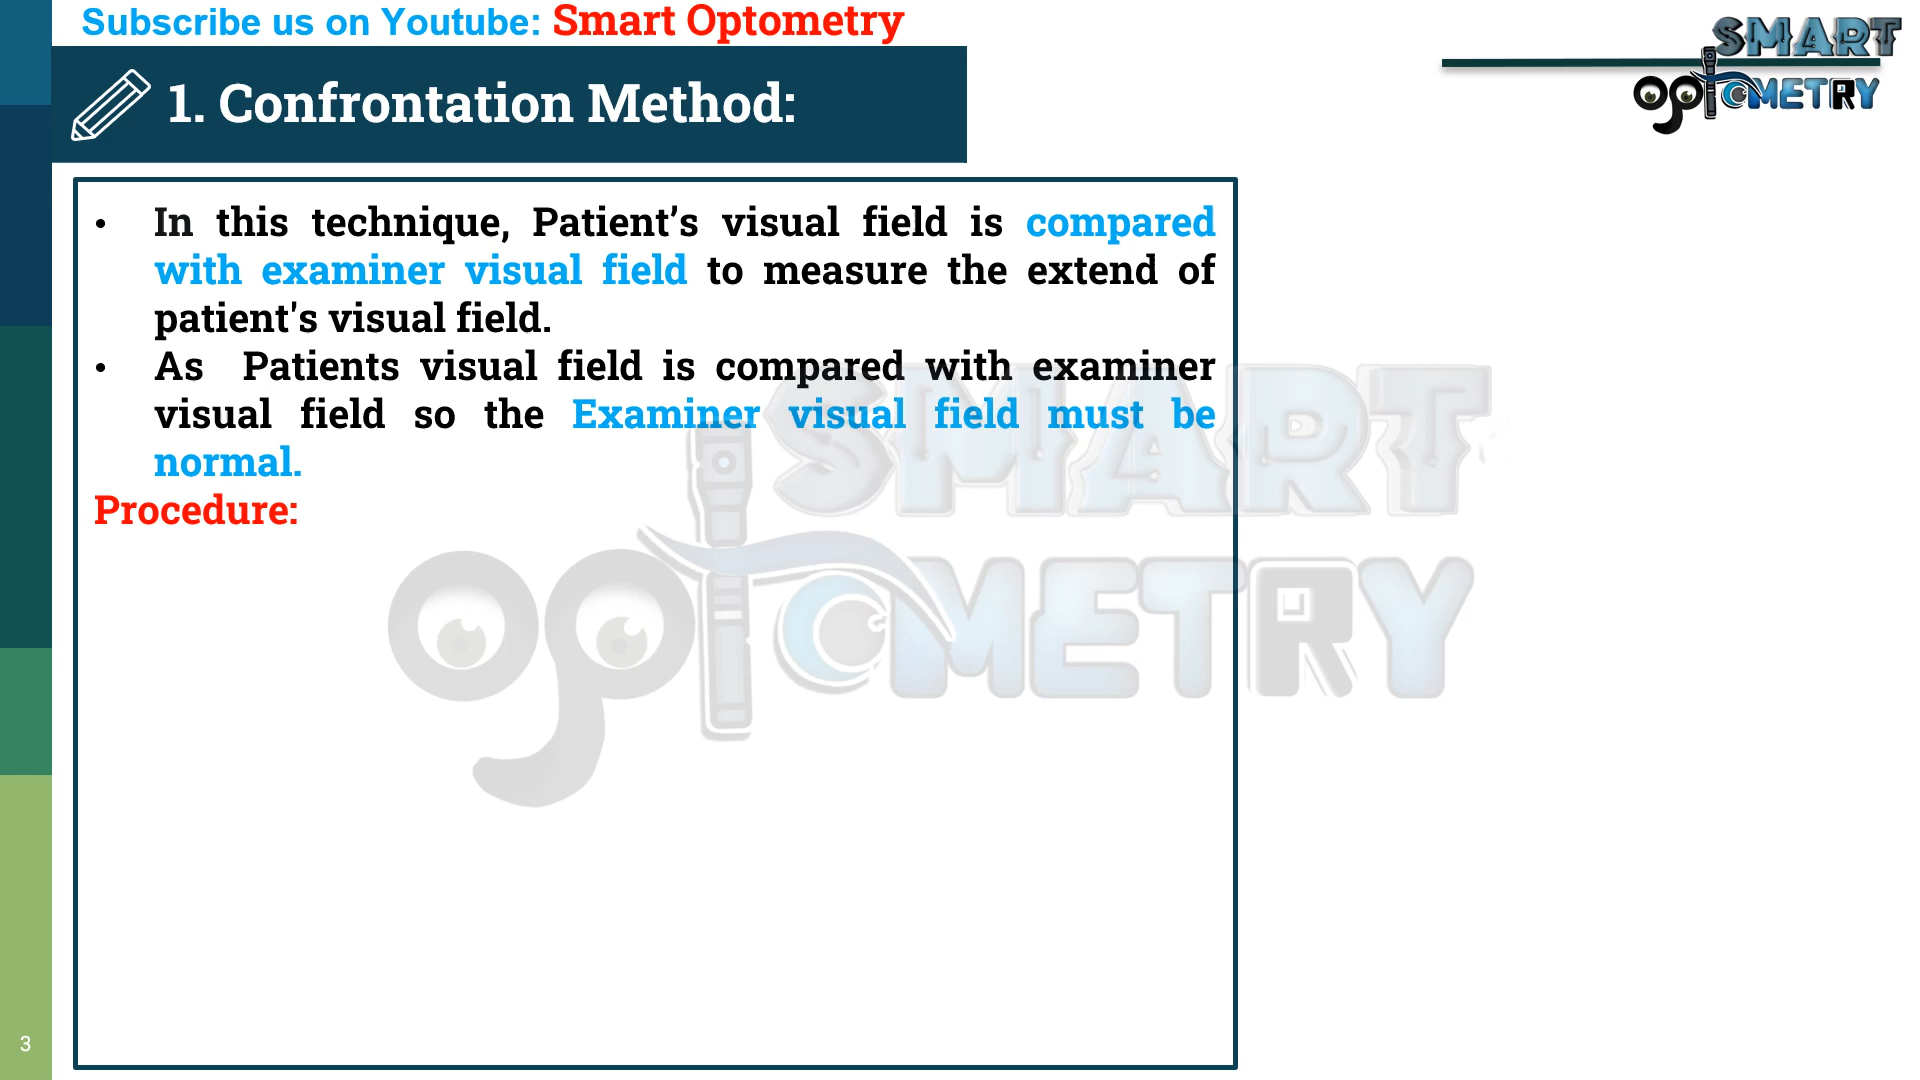 Subscribe us on Youtube: Smart Optometry
SMART
OPTOMETRY
1. Confrontation Method:
• In this technique, Patient’s visual field is compared
with examiner visual field to measure the extend of
patient's visual field.
• As Patients visual field is compared with examiner
visual field so the Examiner visual field must be
normal.
Procedure:
SMART
OPTOMETRY
3